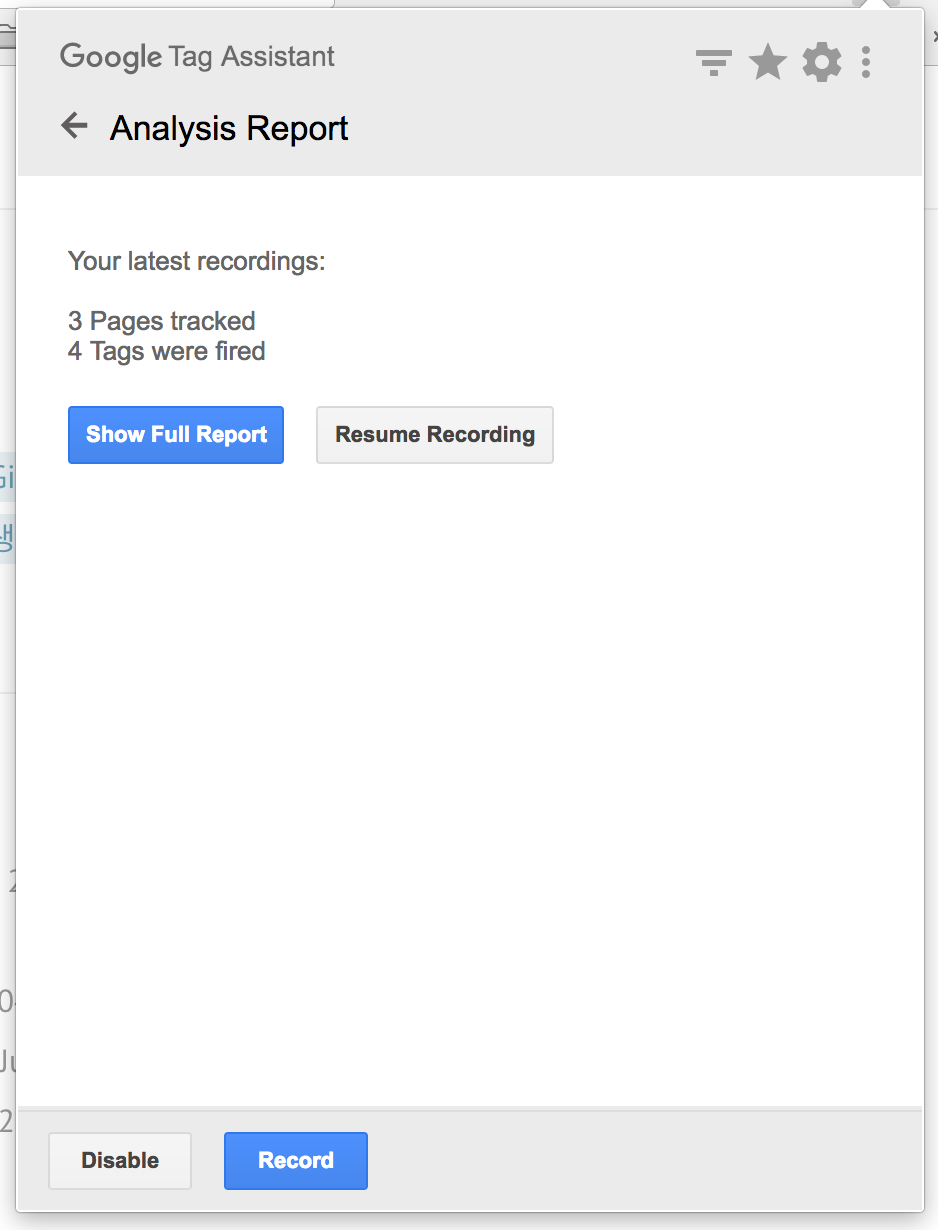 Google Tag Assistant
Analysis Report
Your latest recordings:
3 Pages tracked
4 Tags were fired
Show Full Report
Resume Recording
Disable
Record